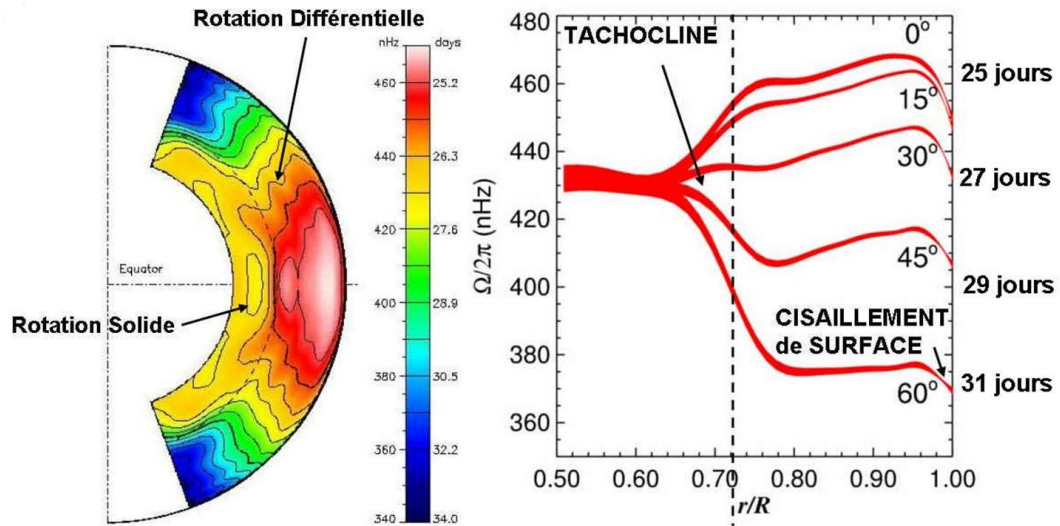 Rotation Différentielle
nHz
days
460
25.2
440
26.3
420
27.6
400
28.9
380
30.5
360
32.2
340
34.0
Equator
Rotation Solide
480
460
440
420
400
380
360
Ω/2π (nHz)
TACHOCLINE
0°
15°
30°
45°
60°
25 jours
27 jours
29 jours
31 jours
CISAILLEMENT
de SURFACE
0.50
0.60
0.70
0.80
0.90
1.00
r/R